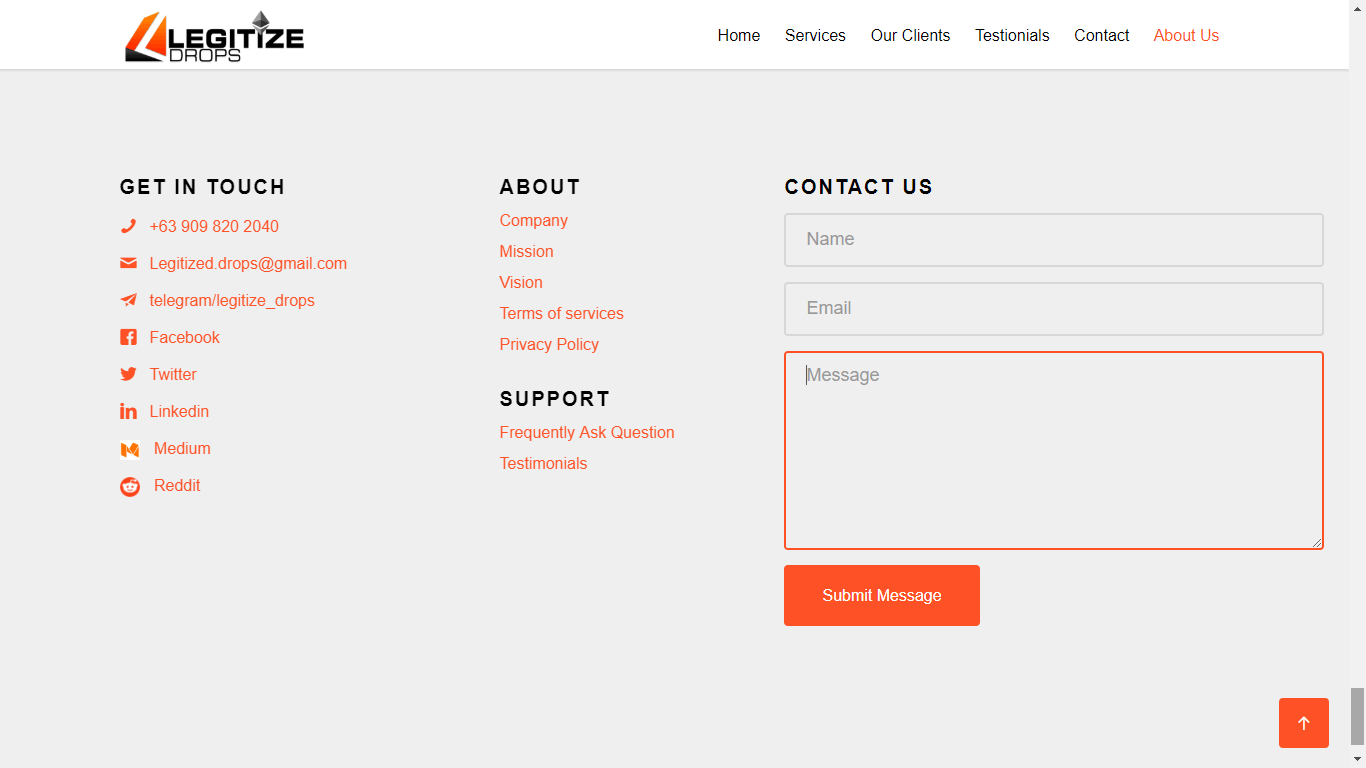 LEGITIZE
DROPS
Home
Services
Our Clients
Testionials
Contact
About Us
GET IN TOUCH
+63 909 820 2040
Legitized.drops@gmail.com
telegram/legitize_drops
Facebook
Twitter
Linkedin
Medium
Reddit
ABOUT
Company
Mission
Vision
Terms of services
Privacy Policy
SUPPORT
Frequently Ask Question
Testimonials
CONTACT US
Name
Email
Message
Submit Message